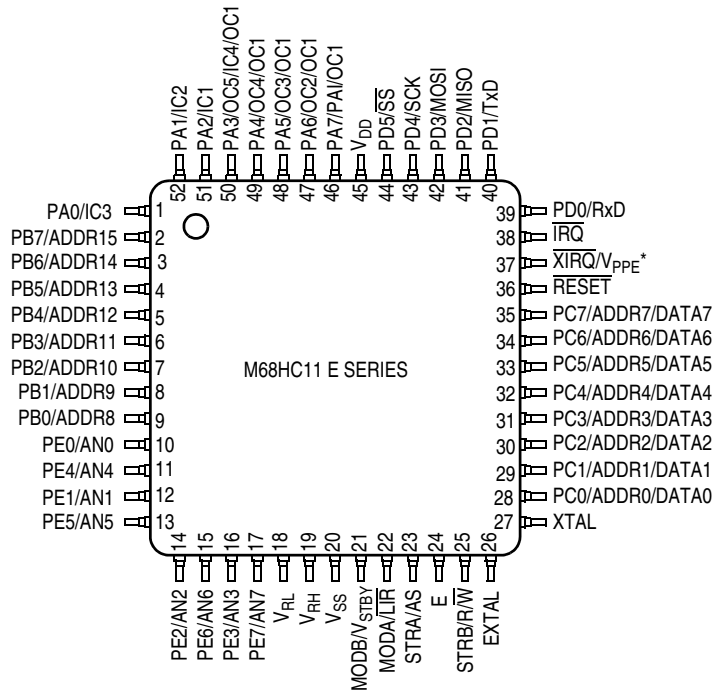 PA1/IC2
PA2/IC1
PA3/OC5/IC4/OC1
PA4/OC4/OC1
PA5/OC3/OC1
PA6/OC2/OC1
PA7/PAI/OC1
VDD
PD5/S̅S̅
PD4/SCK
PD3/MOSI
PD2/MISO
PD1/TxD
52
51
50
49
48
47
46
45
44
43
42
41
40
PA0/IC3 1
PB7/ADDR15 2
PB6/ADDR14 3
PB5/ADDR13 4
PB4/ADDR12 5
PB3/ADDR11 6
PB2/ADDR10 7
PB1/ADDR9 8
PB0/ADDR8 9
PE0/AN0 10
PE4/AN4 11
PE1/AN1 12
PE5/AN5 13
M68HC11 E SERIES
39 PD0/RxD
38 I̅R̅Q̅
37 X̅I̅R̅Q̅/VPPE*
36 R̅E̅S̅E̅T̅
35 PC7/ADDR7/DATA7
34 PC6/ADDR6/DATA6
33 PC5/ADDR5/DATA5
32 PC4/ADDR4/DATA4
31 PC3/ADDR3/DATA3
30 PC2/ADDR2/DATA2
29 PC1/ADDR1/DATA1
28 PC0/ADDR0/DATA0
27 XTAL
14
15
16
17
18
19
20
21
22
23
24
25
26
PE2/AN2
PE6/AN6
PE3/AN3
PE7/AN7
VRL
VRH
VSS
MODB/VSTBY
MODA/L̅I̅R̅
STRA/AS
E
STRB/R/W̅
EXTAL